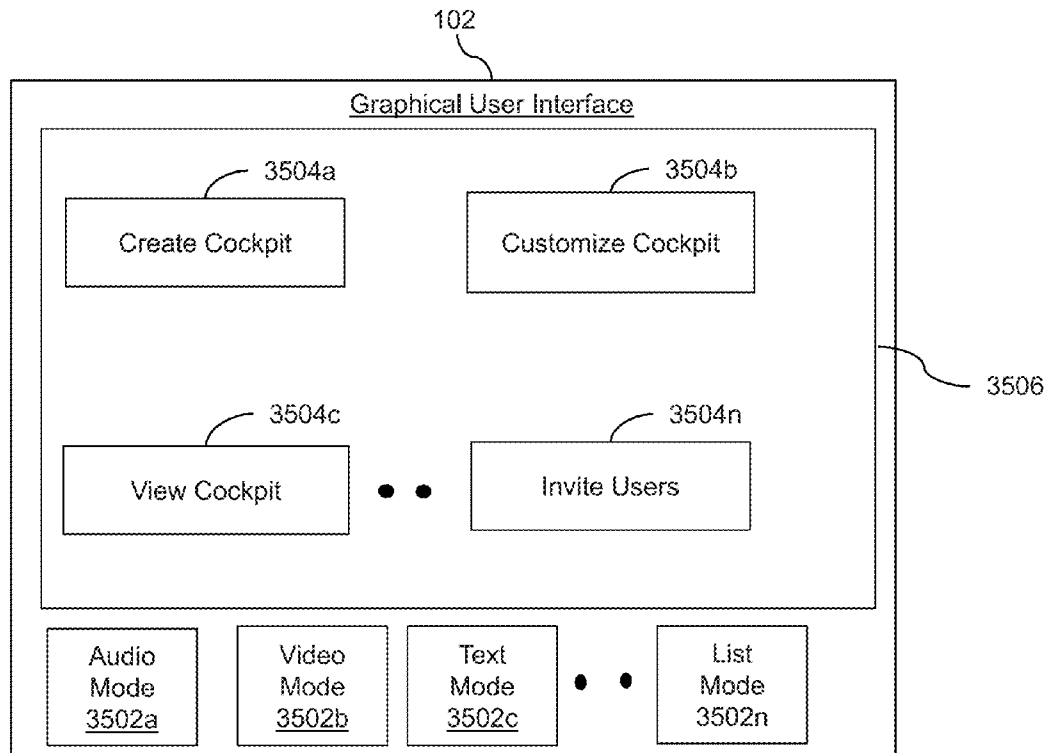 102
Graphical User Interface
3504a
3504b
Create Cockpit
Customize Cockpit
3506
3504c
3504n
View Cockpit
Invite Users
Audio
Mode
3502a
Video
Mode
3502b
Text
Mode
3502c
List
Mode
3502n